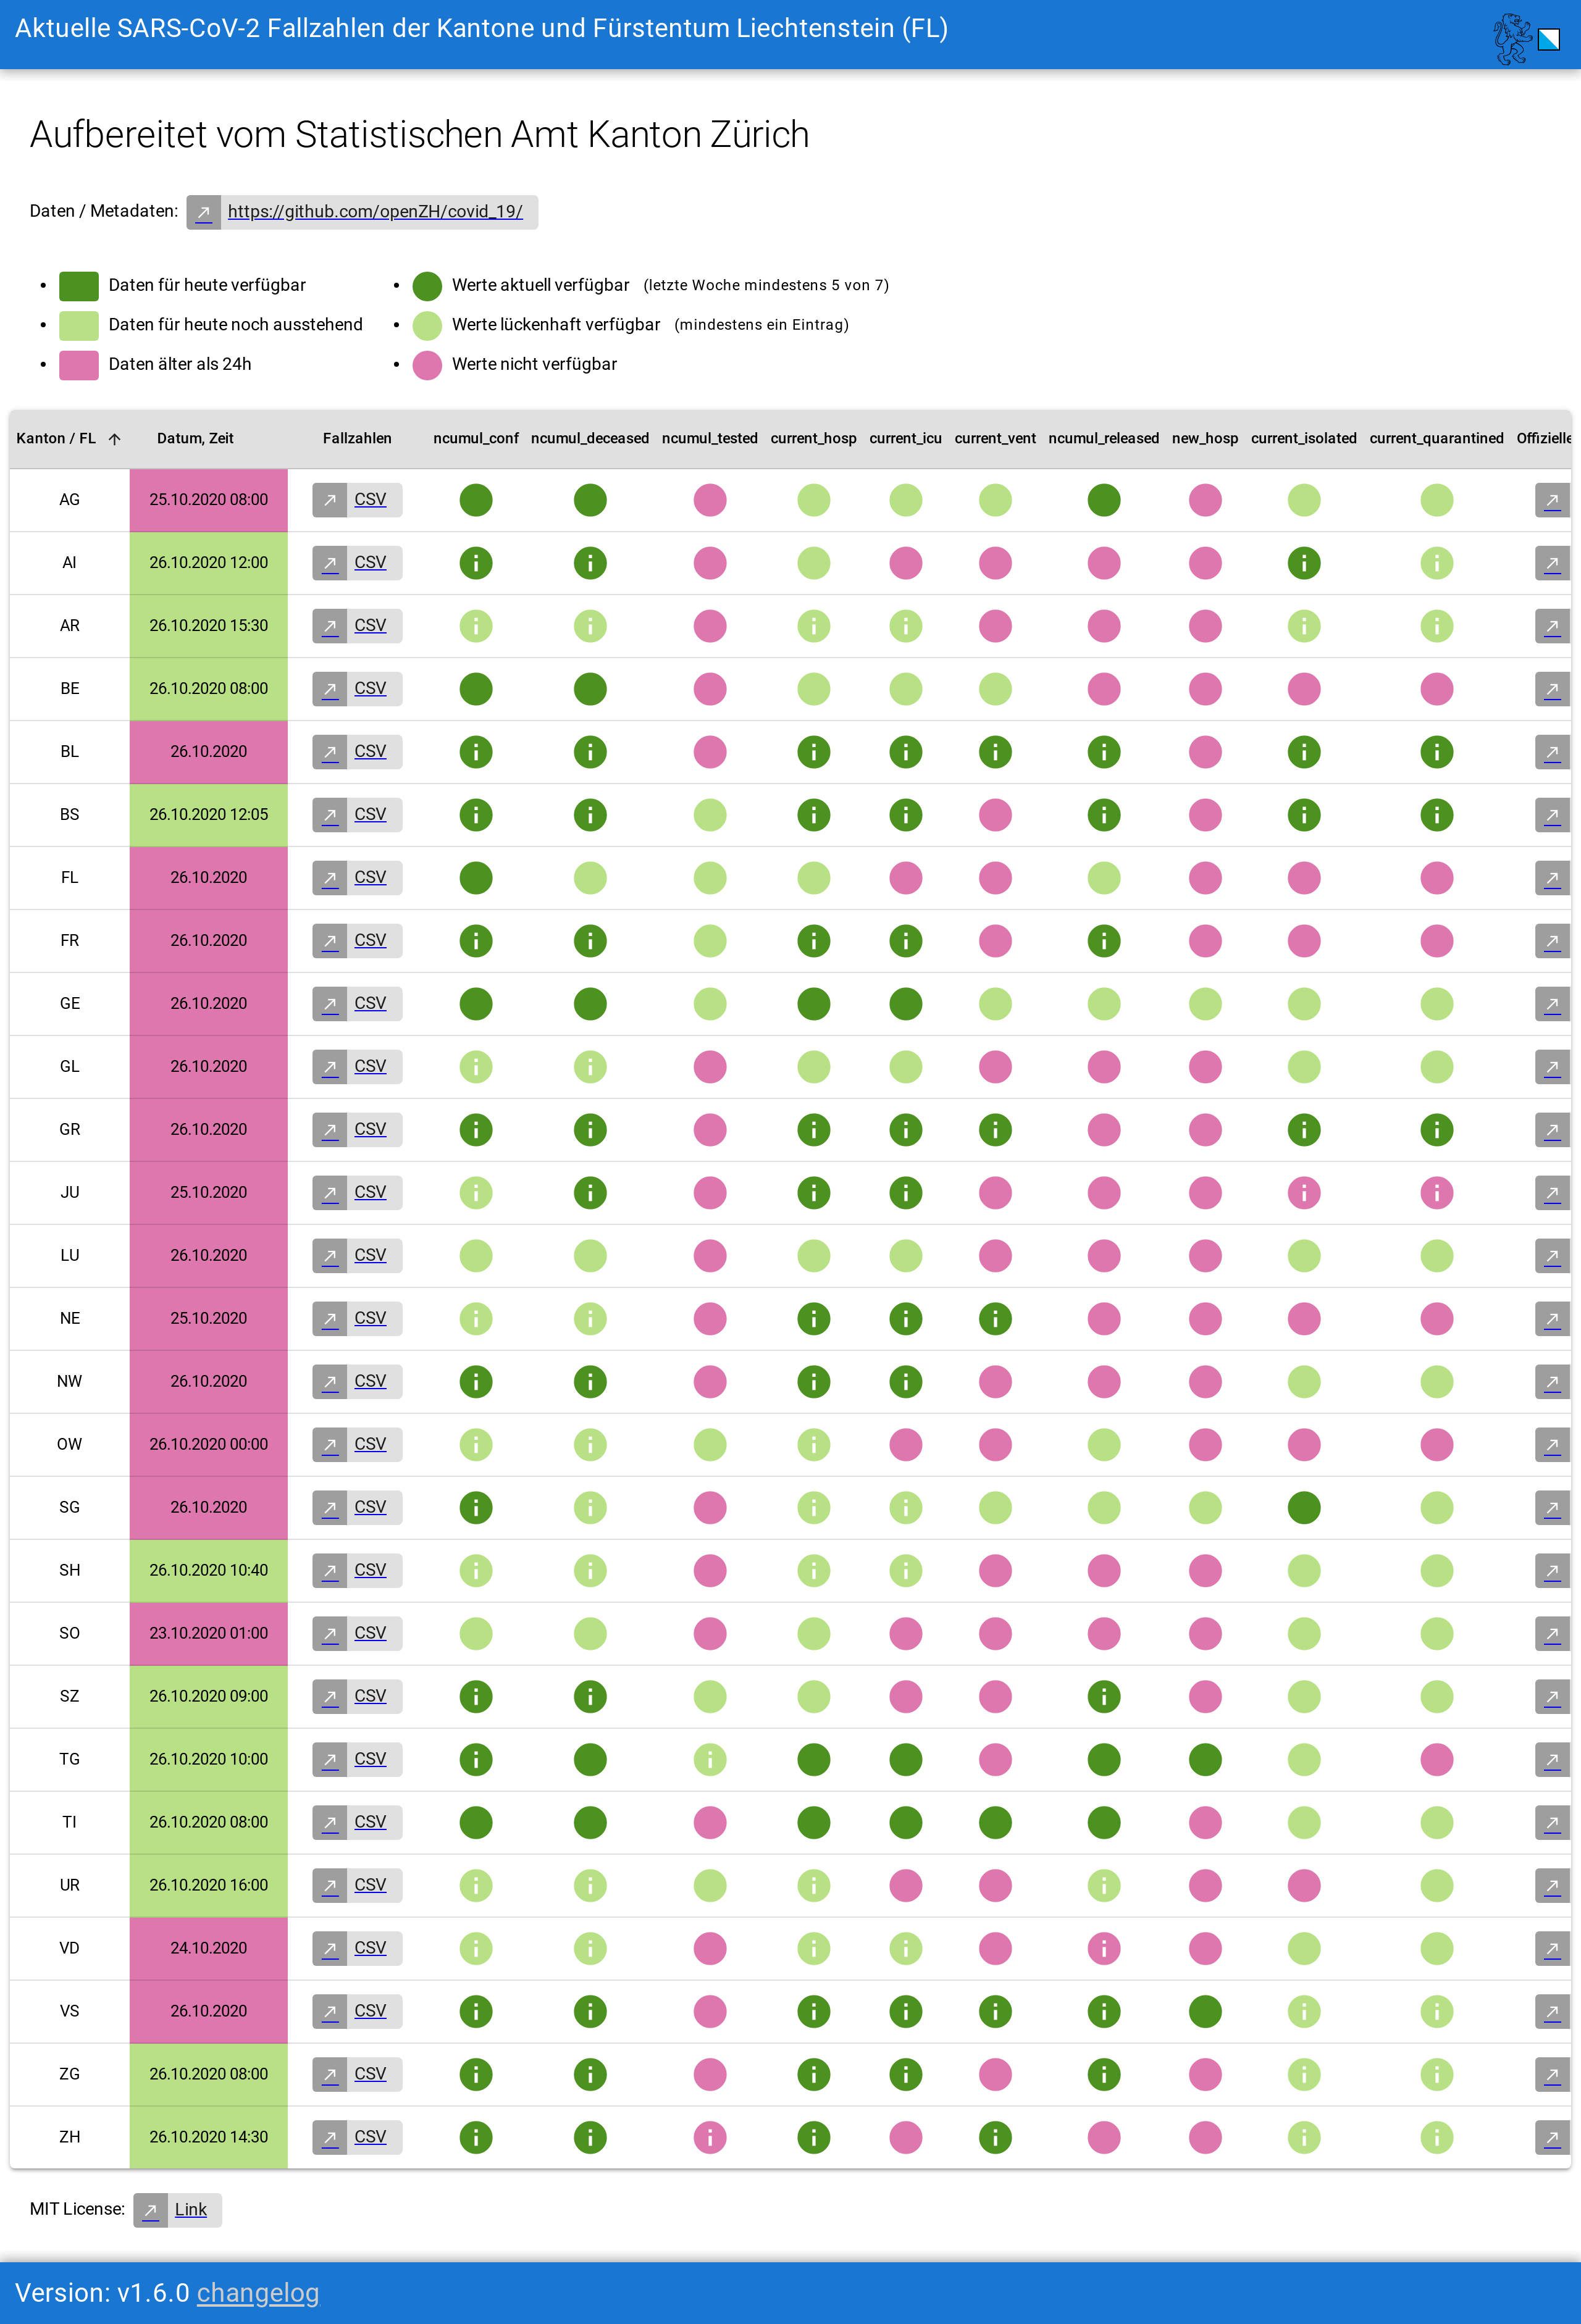 Aktuelle SARS-CoV-2 Fallzahlen der Kantone und Fürstentum Liechtenstein (FL)
Aufbereitet vom Statistischen Amt Kanton Zürich
Daten / Metadaten: https://github.com/openZH/covid_19/
Daten für heute verfügbar
Daten für heute noch ausstehend
Daten älter als 24h
Werte aktuell verfügbar (letzte Woche mindestens 5 von 7)
Werte lückenhaft verfügbar (mindestens ein Eintrag)
Werte nicht verfügbar
Kanton / FL Datum, Zeit Fallzahlen ncumul_conf ncumul_deceased ncumul_tested current_hosp current_icu current_vent ncumul_released new_hosp current_isolated current_quarantined Offizielle
AG 25.10.2020 08:00 CSV
AI 26.10.2020 12:00 CSV
AR 26.10.2020 15:30 CSV
BE 26.10.2020 08:00 CSV
BL 26.10.2020 CSV
BS 26.10.2020 12:05 CSV
FL 26.10.2020 CSV
FR 26.10.2020 CSV
GE 26.10.2020 CSV
GL 26.10.2020 CSV
GR 26.10.2020 CSV
JU 25.10.2020 CSV
LU 26.10.2020 CSV
NE 25.10.2020 CSV
NW 26.10.2020 CSV
OW 26.10.2020 00:00 CSV
SG 26.10.2020 CSV
SH 26.10.2020 10:40 CSV
SO 23.10.2020 01:00 CSV
SZ 26.10.2020 09:00 CSV
TG 26.10.2020 10:00 CSV
TI 26.10.2020 08:00 CSV
UR 26.10.2020 16:00 CSV
VD 24.10.2020 CSV
VS 26.10.2020 CSV
ZG 26.10.2020 08:00 CSV
ZH 26.10.2020 14:30 CSV
MIT License: Link
Version: v1.6.0 changelog